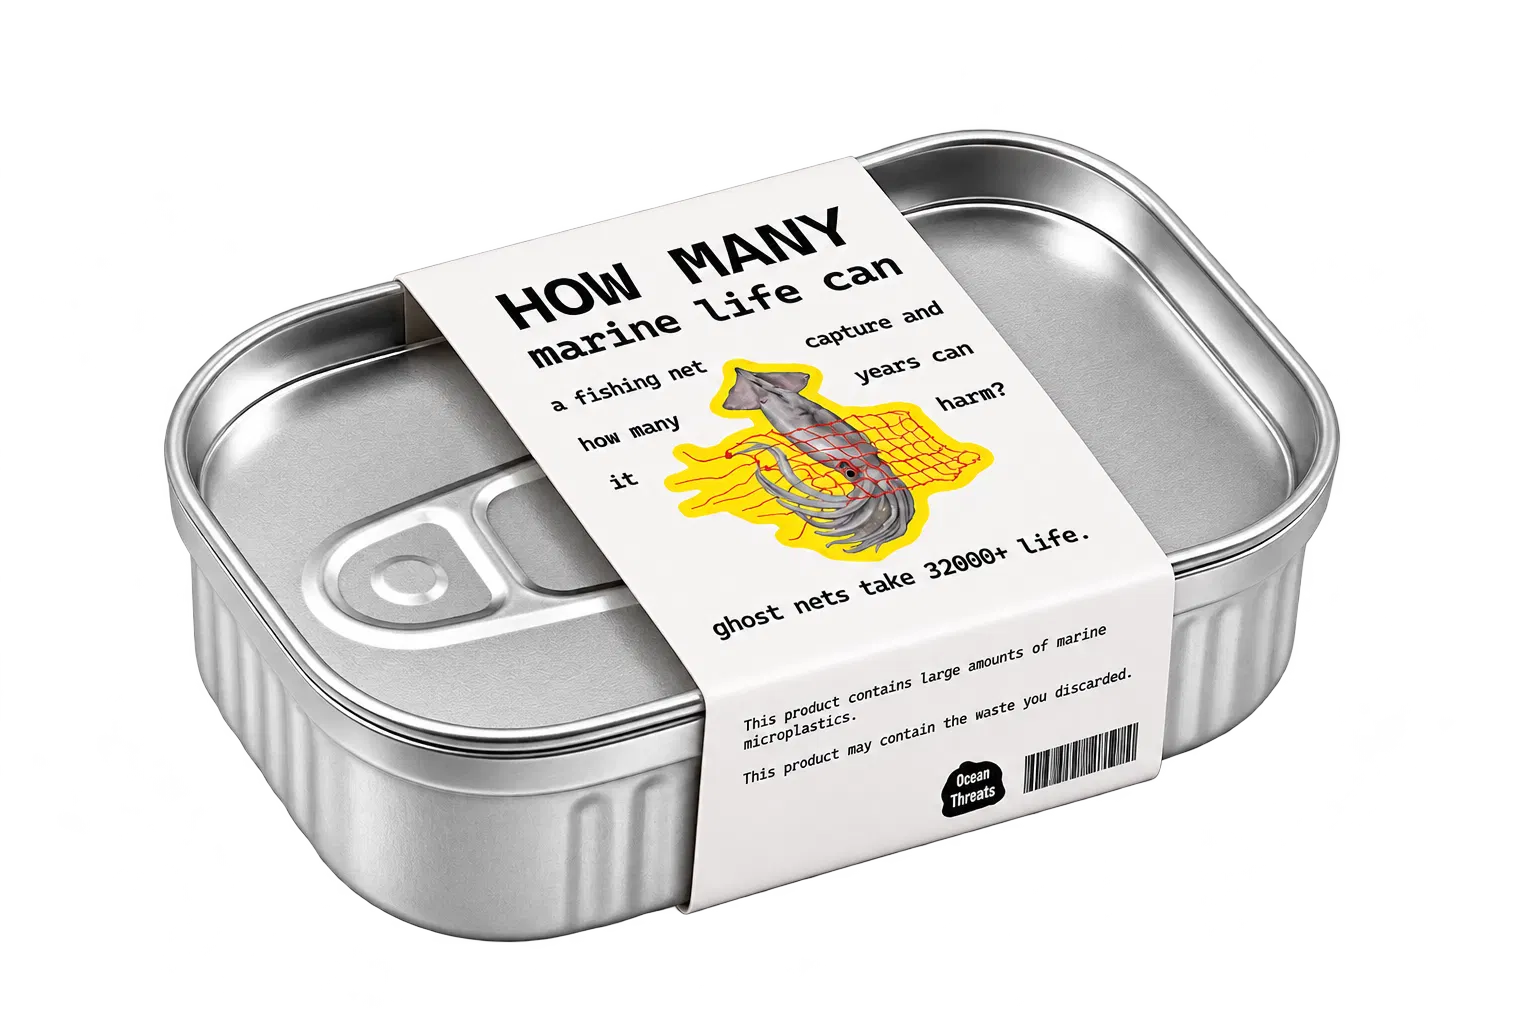 HOW MANY
marine life can
a fishing net capture and
how many years can
it harm?
ghost nets take 32000+ life.
This product contains large amounts of marine
microplastics.
This product may contain the waste you discarded.
Ocean
Threats